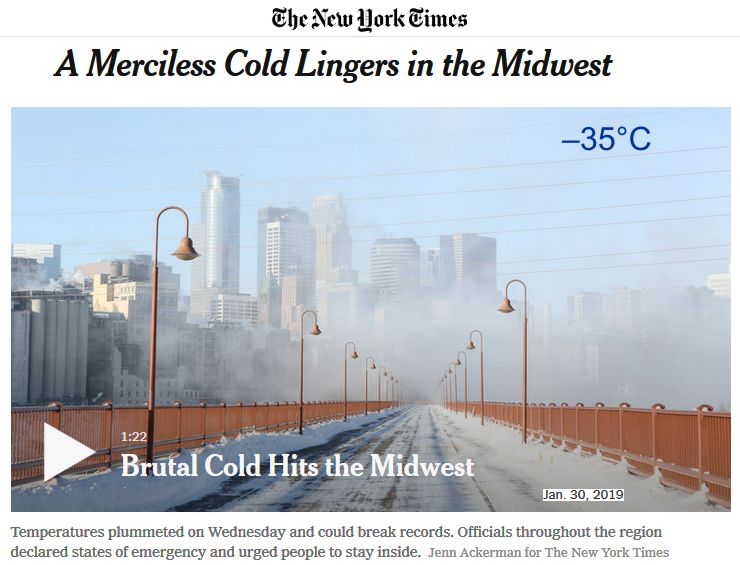 The New York Times
A Merciless Cold Lingers in the Midwest
–35°C
1:22
Brutal Cold Hits the Midwest
Jan. 30, 2019
Temperatures plummeted on Wednesday and could break records. Officials throughout the region
declared states of emergency and urged people to stay inside. Jenn Ackerman for The New York Times